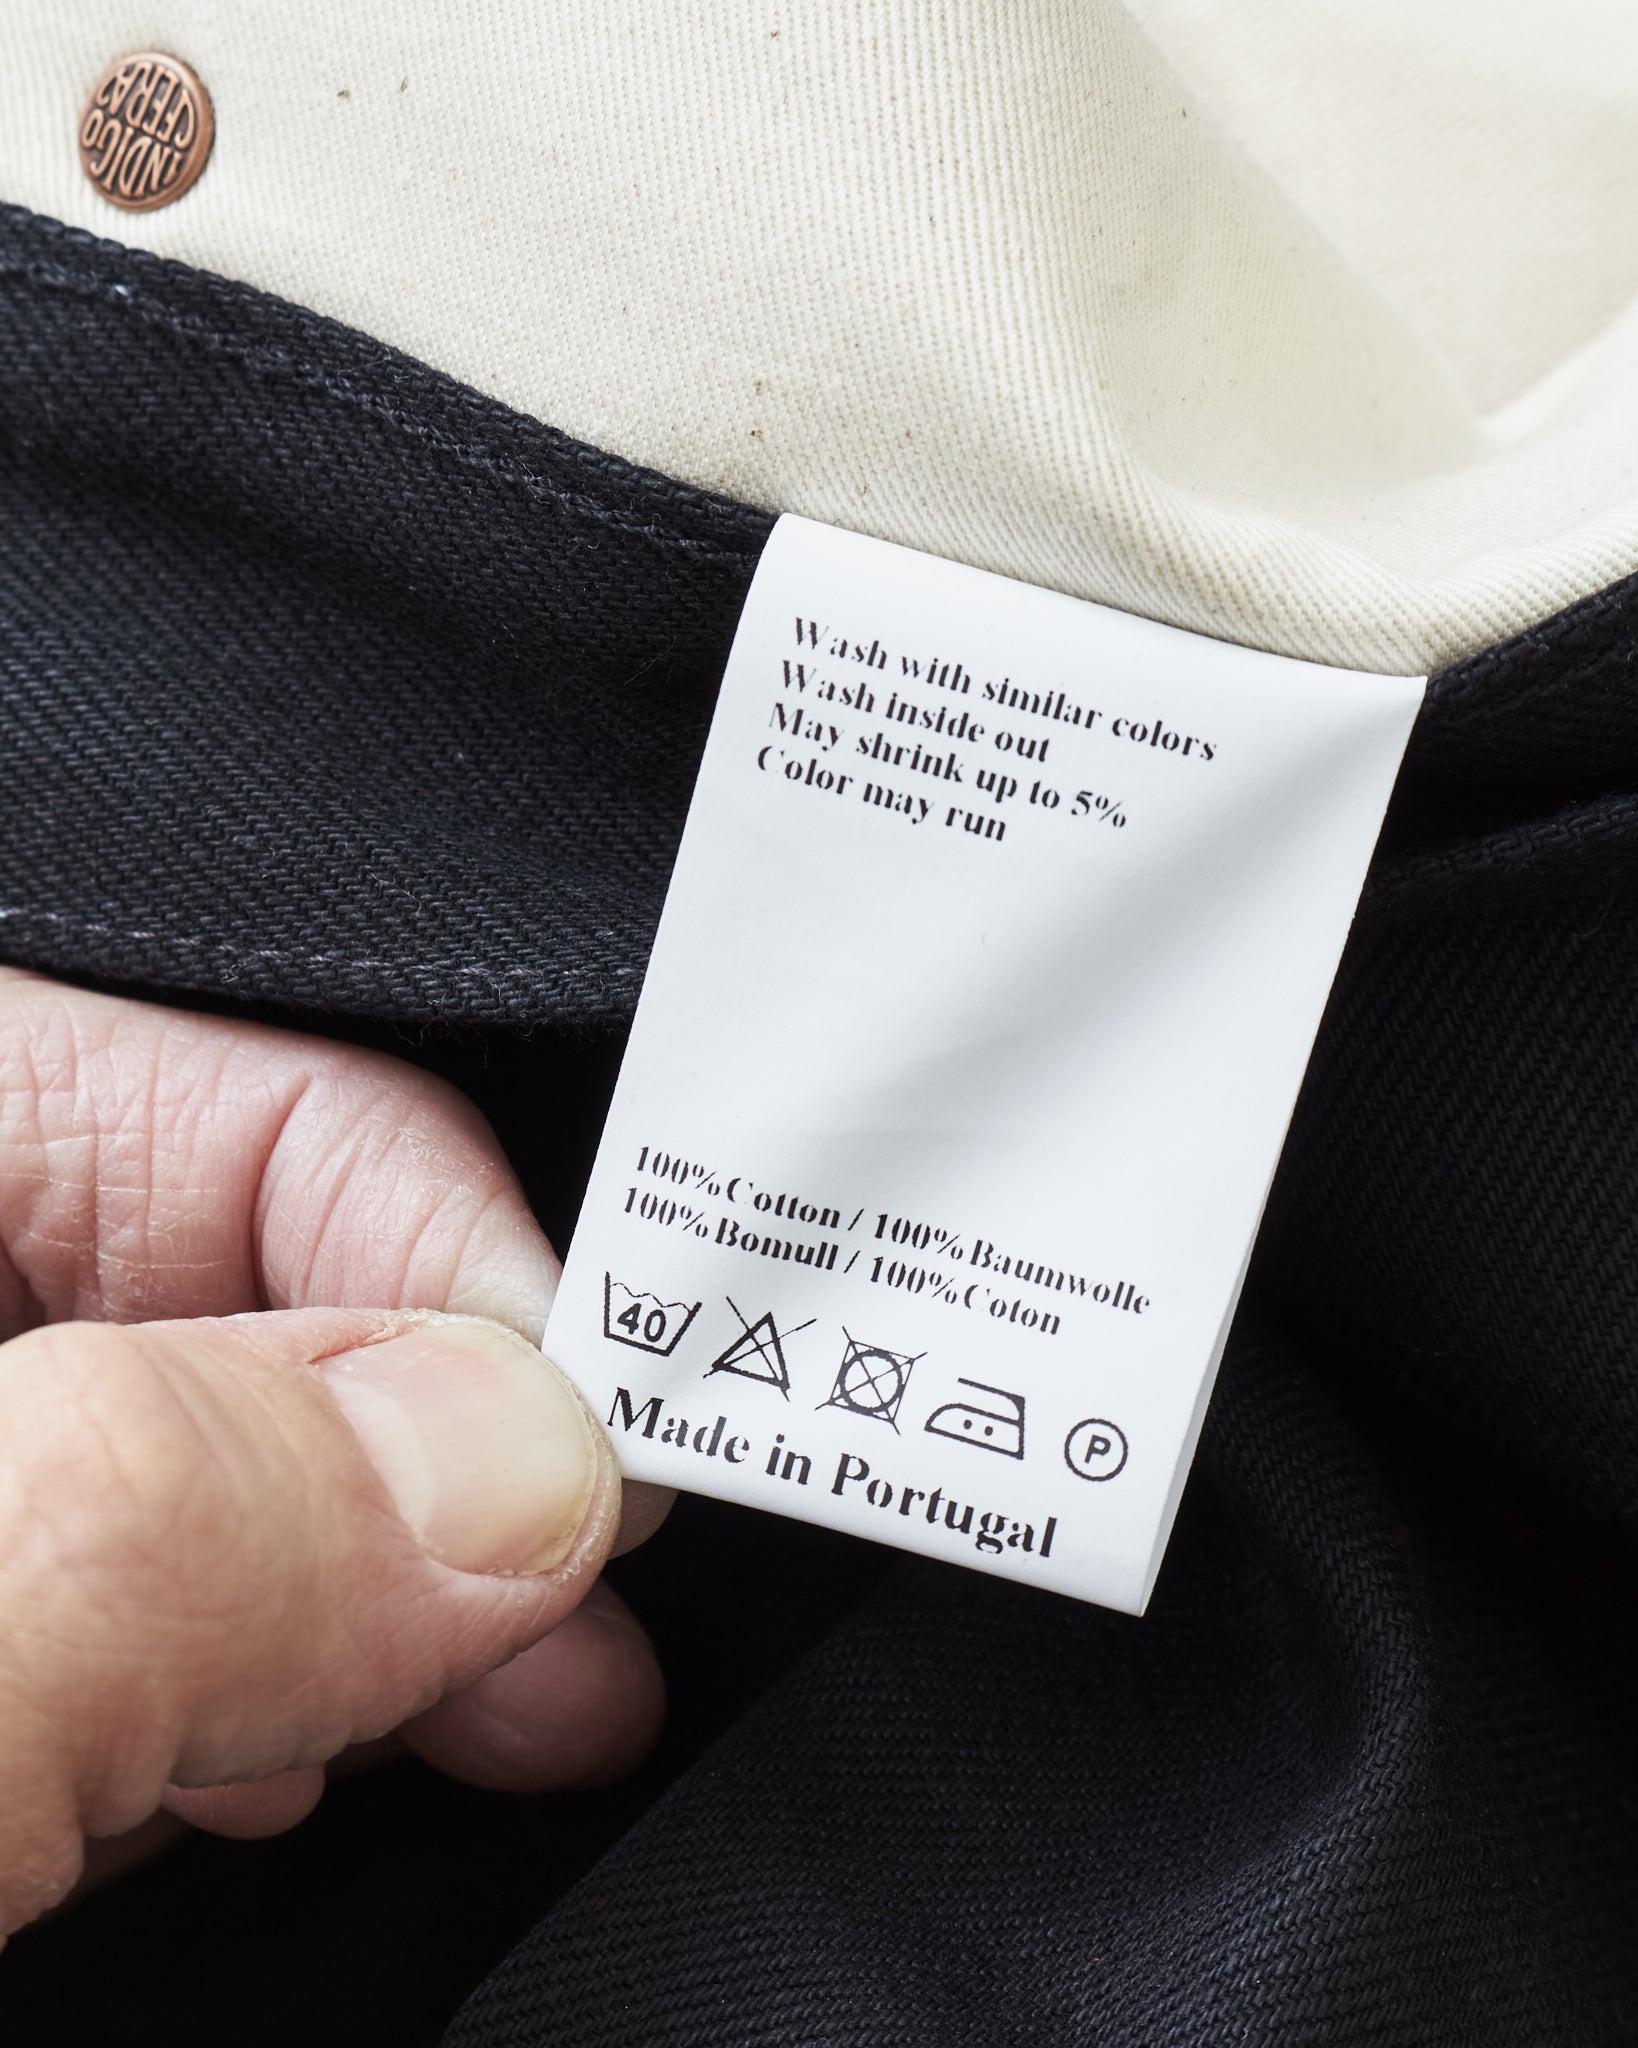 INDIGO
FERA
Wash with similar colors
Wash inside out
May shrink up to 5%
Color may run
100%Cotton / 100%Baumwolle
100%Bomull / 100%Coton
40
P
Made in Portugal